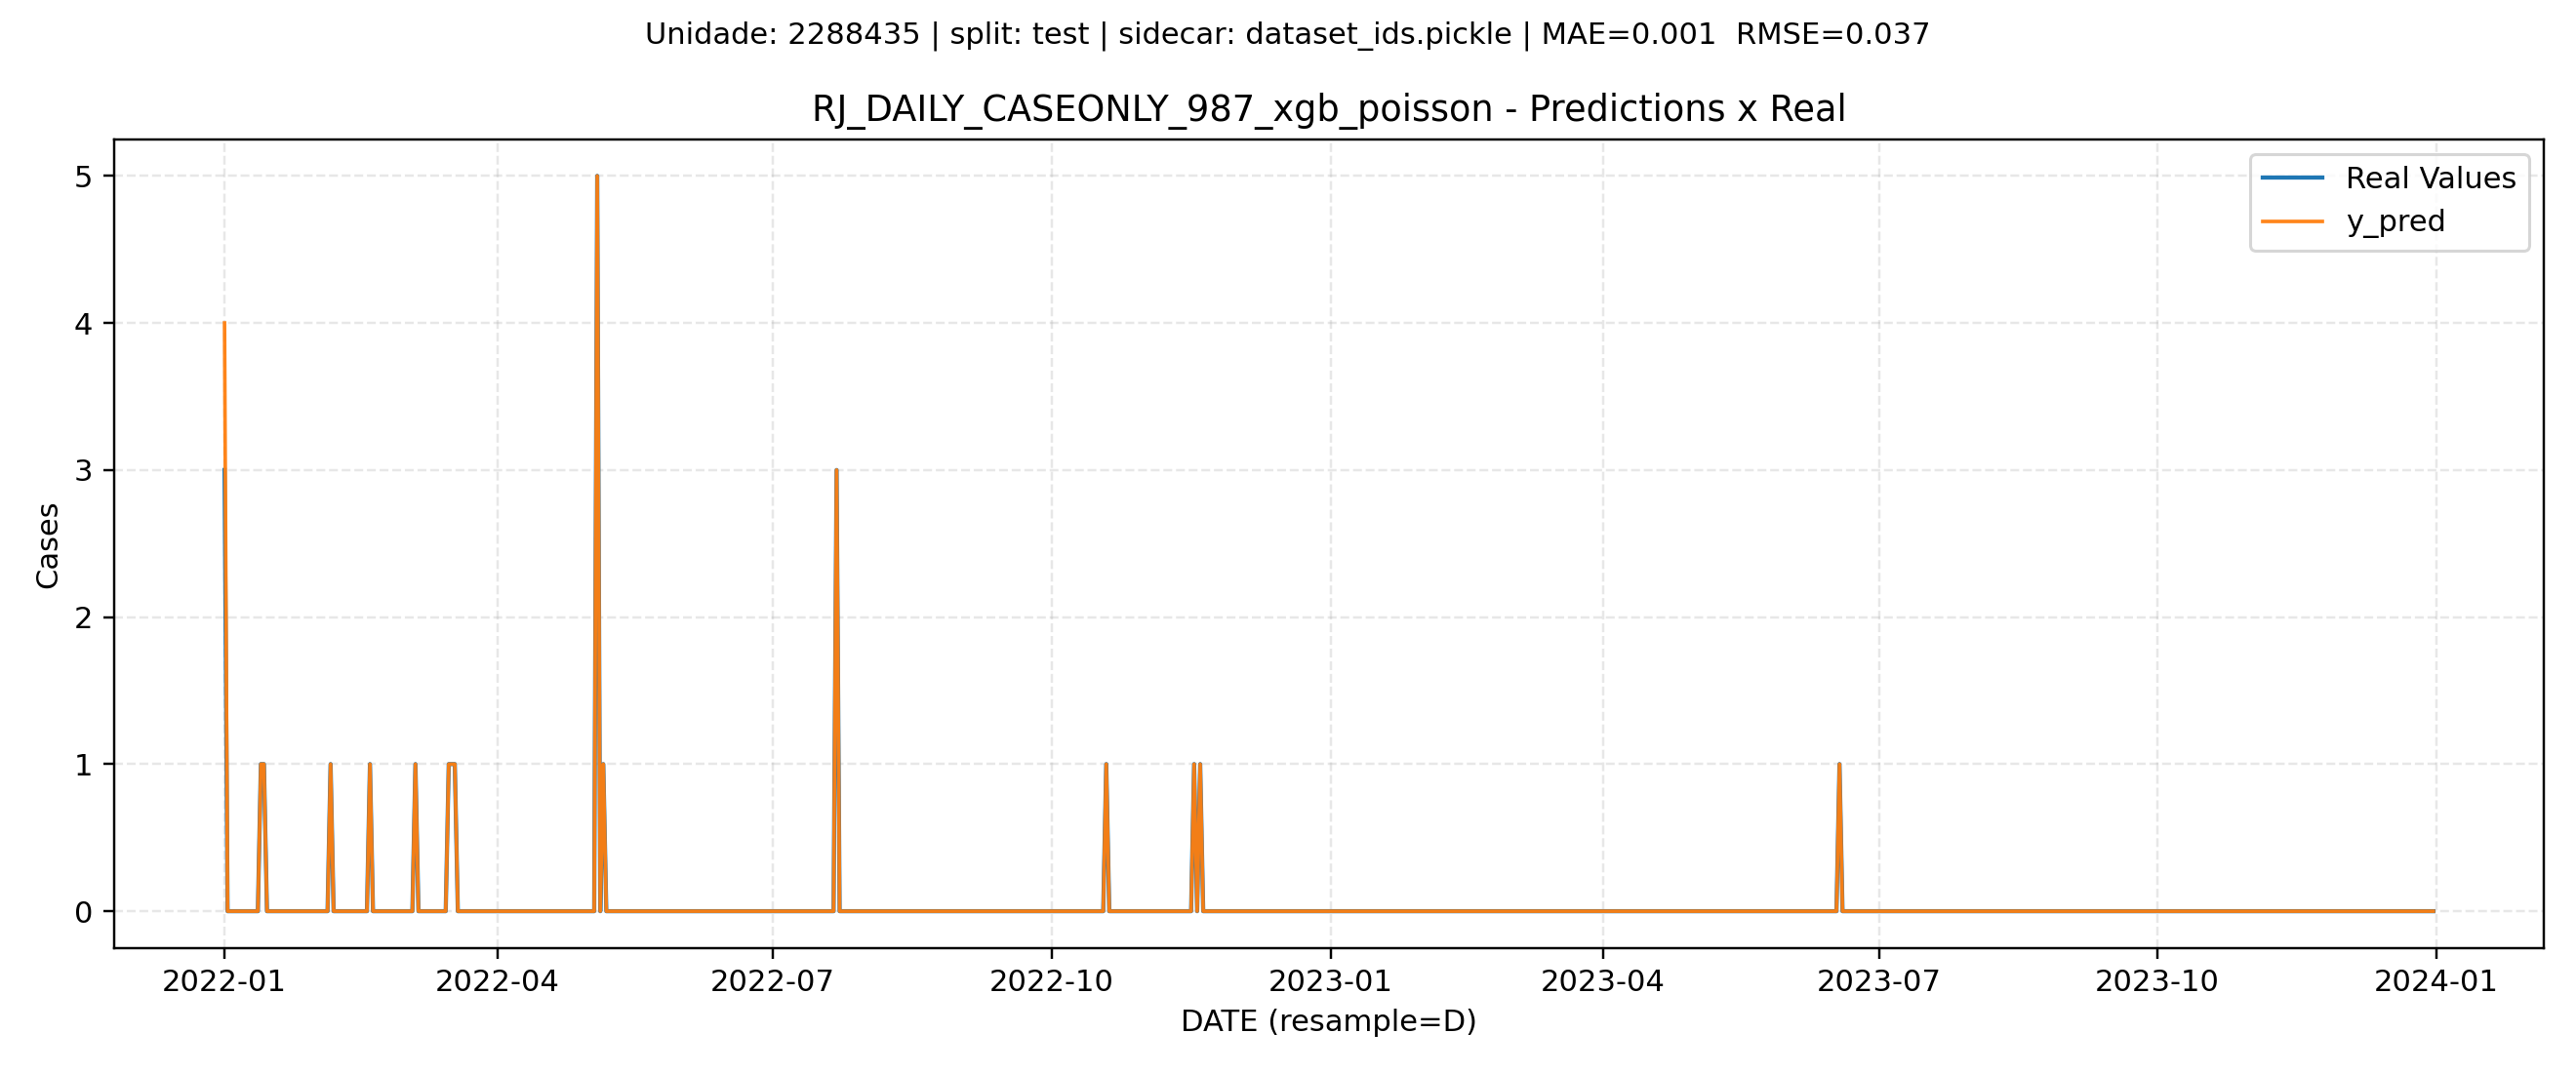 Unidade: 2288435 | split: test | sidecar: dataset_ids.pickle | MAE=0.001  RMSE=0.037
RJ_DAILY_CASEONLY_987_xgb_poisson - Predictions x Real
Real Values
y_pred
5
4
3
2
1
0
Cases
2022-01 2022-04 2022-07 2022-10 2023-01 2023-04 2023-07 2023-10 2024-01
DATE (resample=D)